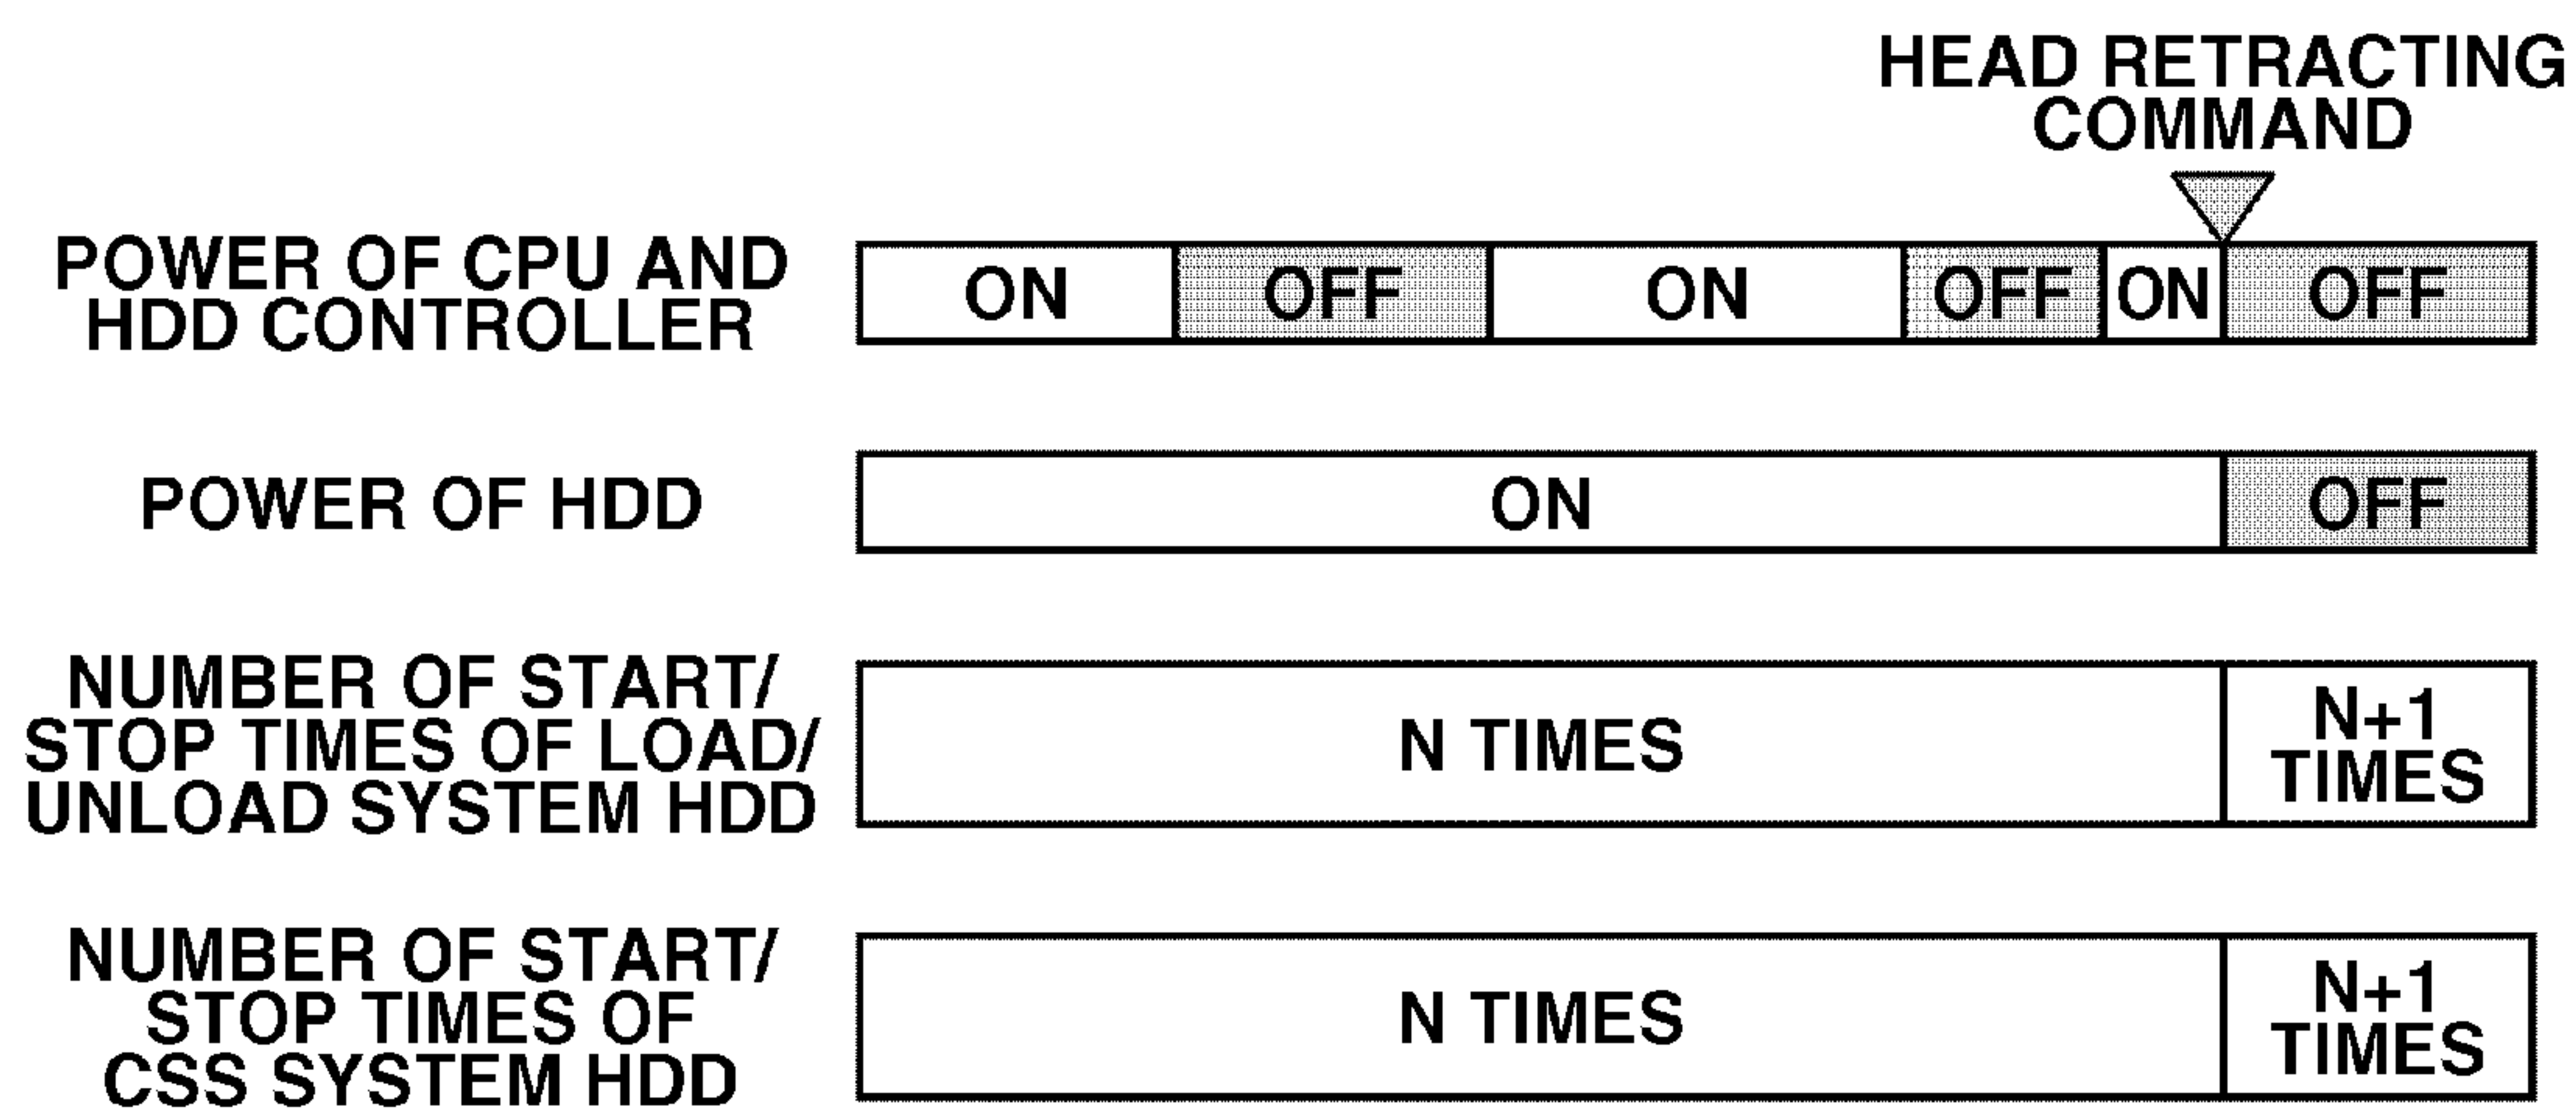 HEAD RETRACTING
COMMAND
POWER OF CPU AND
HDD CONTROLLER
ON OFF ON OFF ON OFF
POWER OF HDD
ON OFF
NUMBER OF START/
STOP TIMES OF LOAD/
UNLOAD SYSTEM HDD
N TIMES
N+1
TIMES
NUMBER OF START/
STOP TIMES OF
CSS SYSTEM HDD
N TIMES
N+1
TIMES